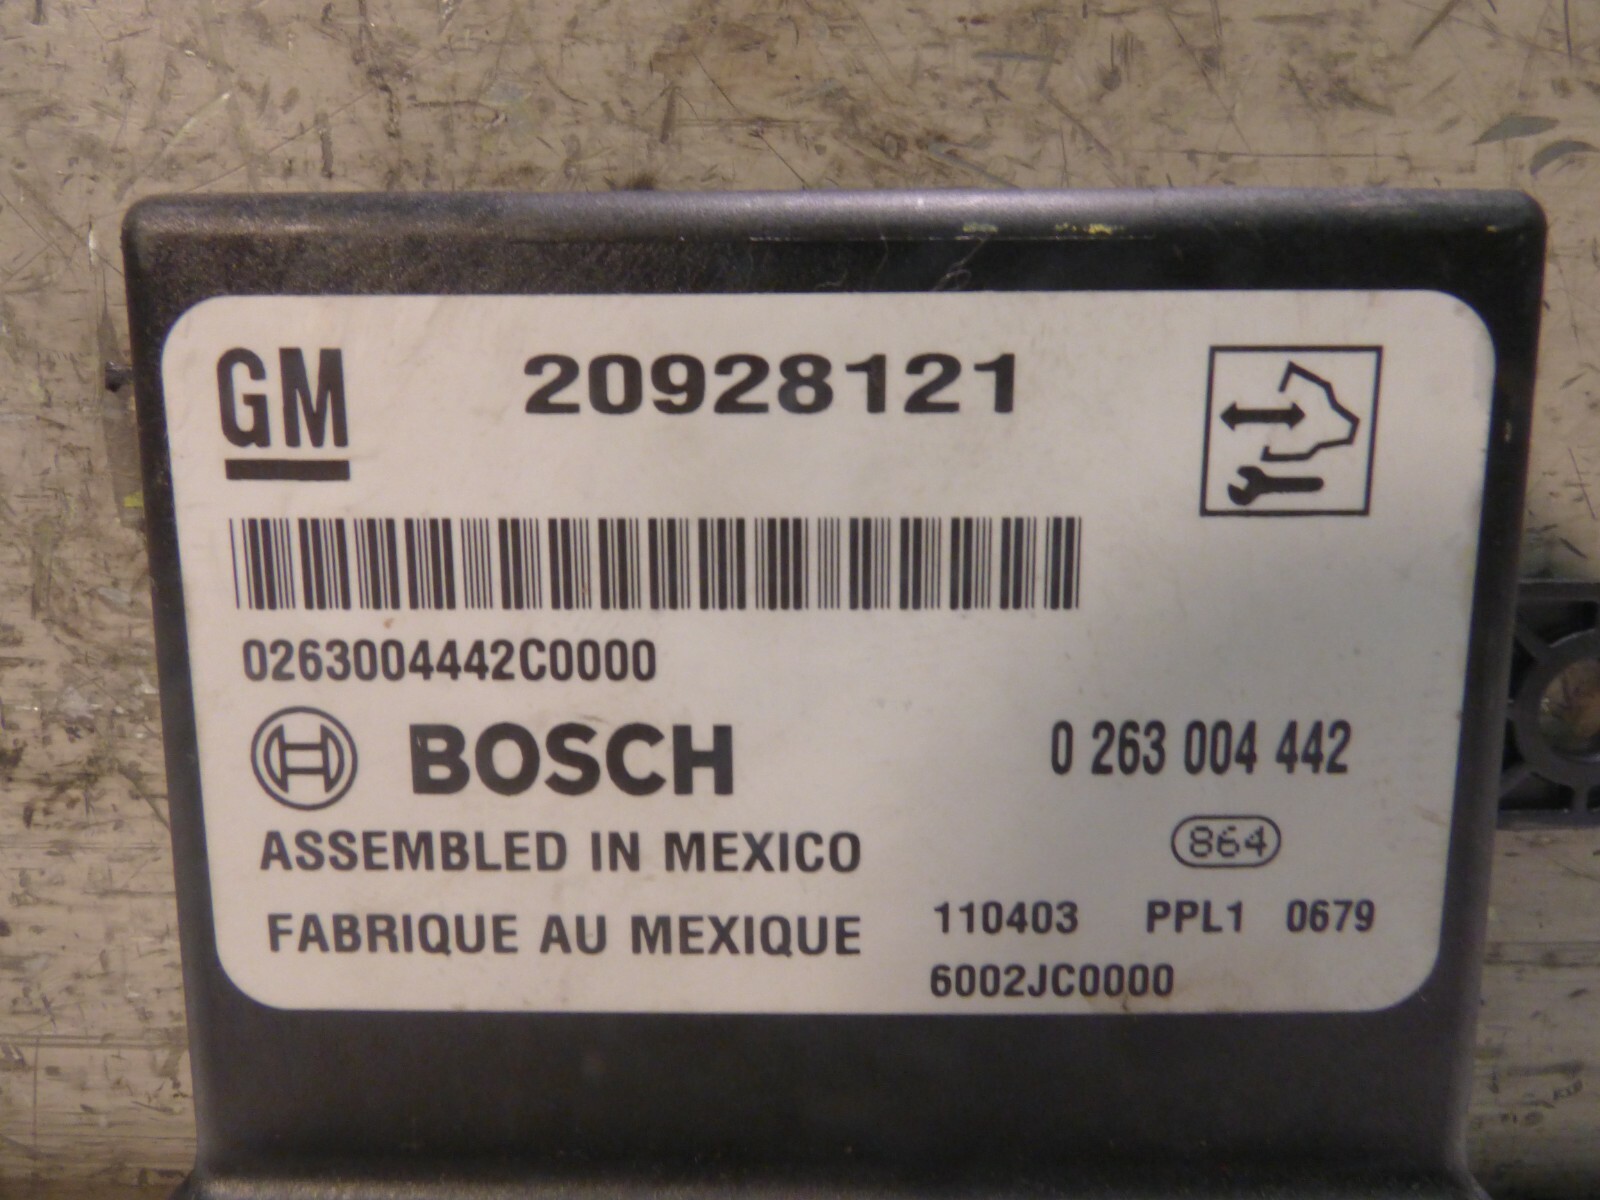 GM 20928121
0263004442C0000
BOSCH 0 263 004 442
ASSEMBLED IN MEXICO 864
FABRIQUE AU MEXIQUE 110403 PPL1 0679
6002JC0000